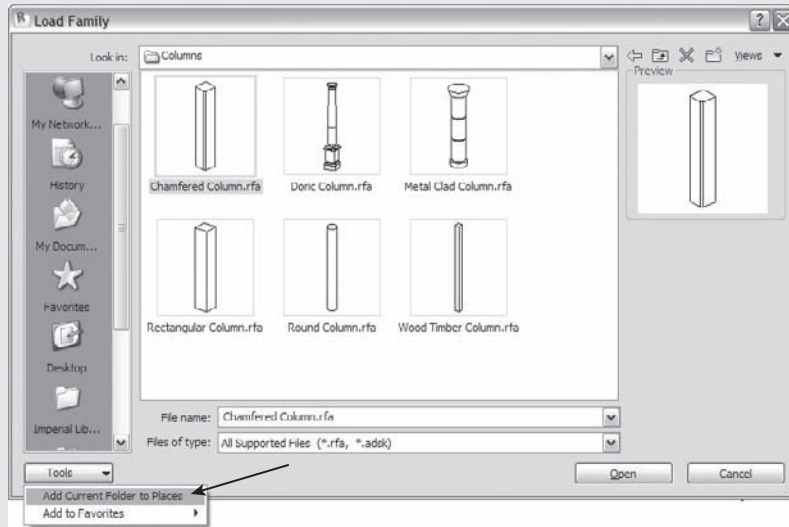 Load Family
Look in:
Columns
Views
Preview
My Network...
History
My Docum...
Favorites
Desktop
Imperial Lib...
Chamfered Column.rfa
Doric Column.rfa
Metal Clad Column.rfa
Rectangular Column.rfa
Round Column.rfa
Wood Timber Column.rfa
File name:
Chamfered Column.rfa
Files of type:
All Supported Files (*.rfa, *.adsk)
Tools
Open
Cancel
Add Current Folder to Places
Add to Favorites